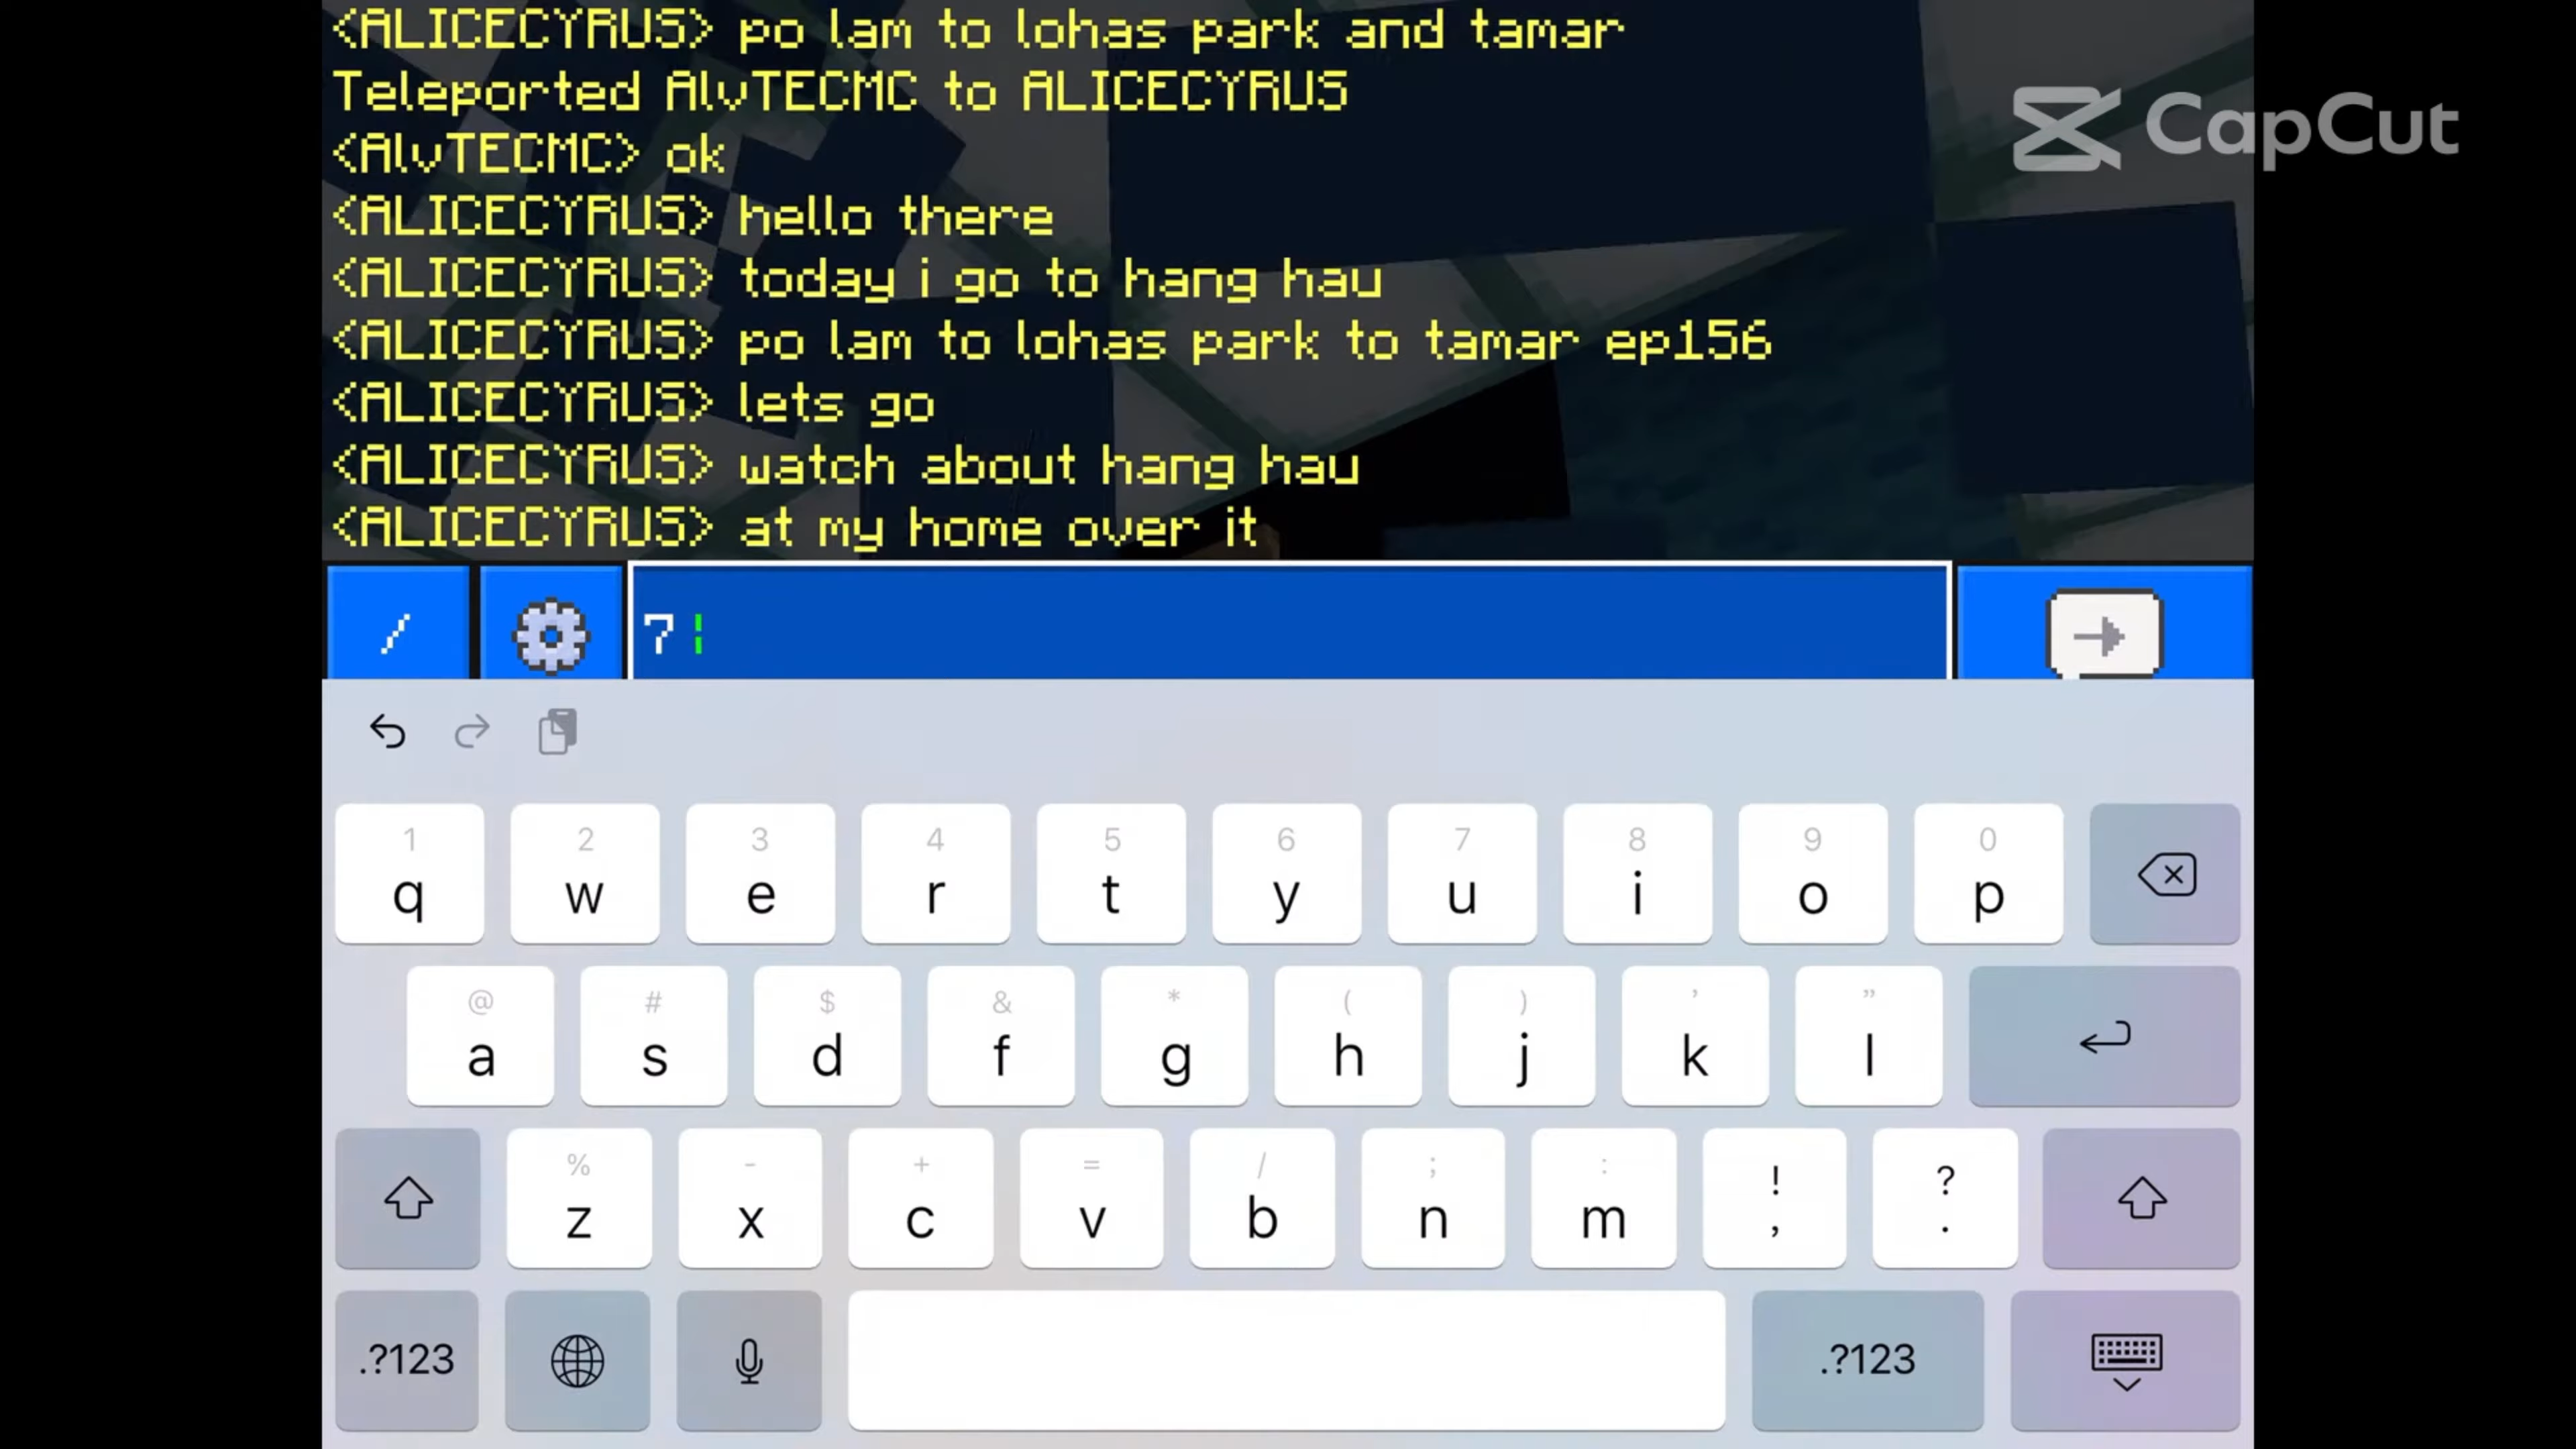 <ALICECYRUS> po lam to lohas park and tamar
Teleported AlvTECMC to ALICECYRUS
<AlvTECMC> ok
<ALICECYRUS> hello there
<ALICECYRUS> today i go to hang hau
<ALICECYRUS> po lam to lohas park to tamar ep156
<ALICECYRUS> lets go
<ALICECYRUS> watch about hang hau
<ALICECYRUS> at my home over it
CapCut
/ 7
1 2 3 4 5 6 7 8 9 0
q w e r t y u i o p
@ # $ & * ( ) ' "
a s d f g h j k l
% - + = / ; : ! ?
z x c v b n m , .
.?123 .?123